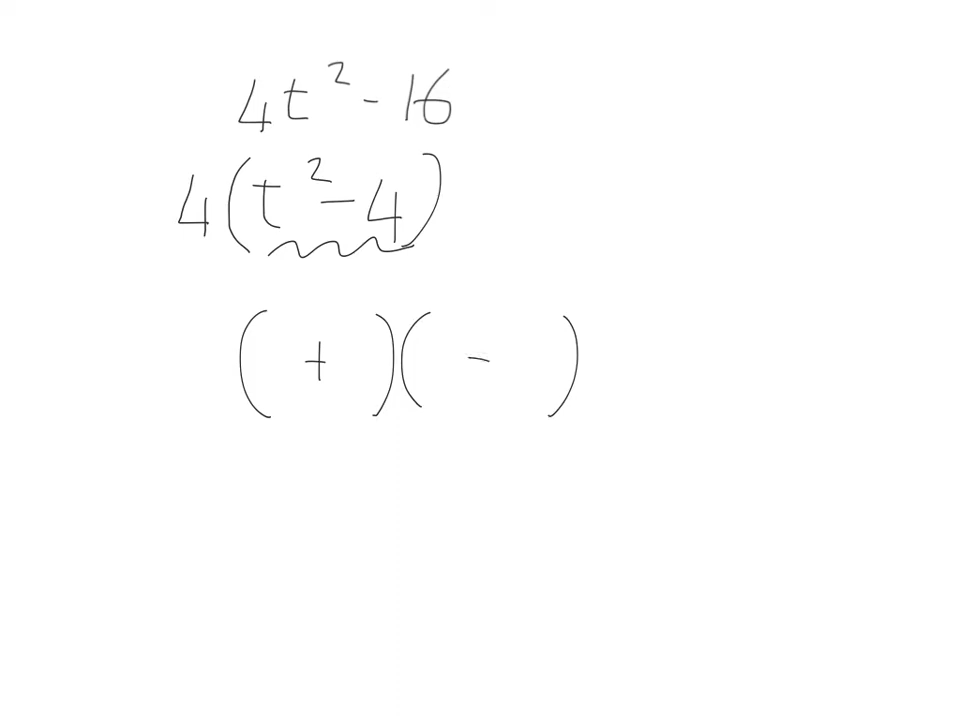 4t² - 16
4(t² - 4)
( + )( - )